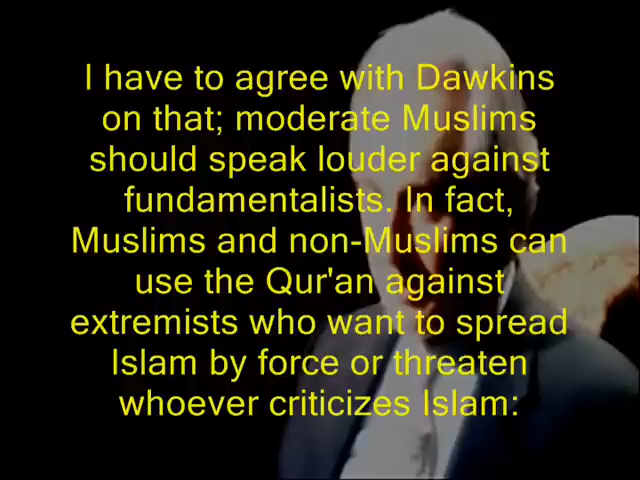 I have to agree with Dawkins
on that; moderate Muslims
should speak louder against
fundamentalists. In fact,
Muslims and non-Muslims can
use the Qur'an against
extremists who want to spread
Islam by force or threaten
whoever criticizes Islam: